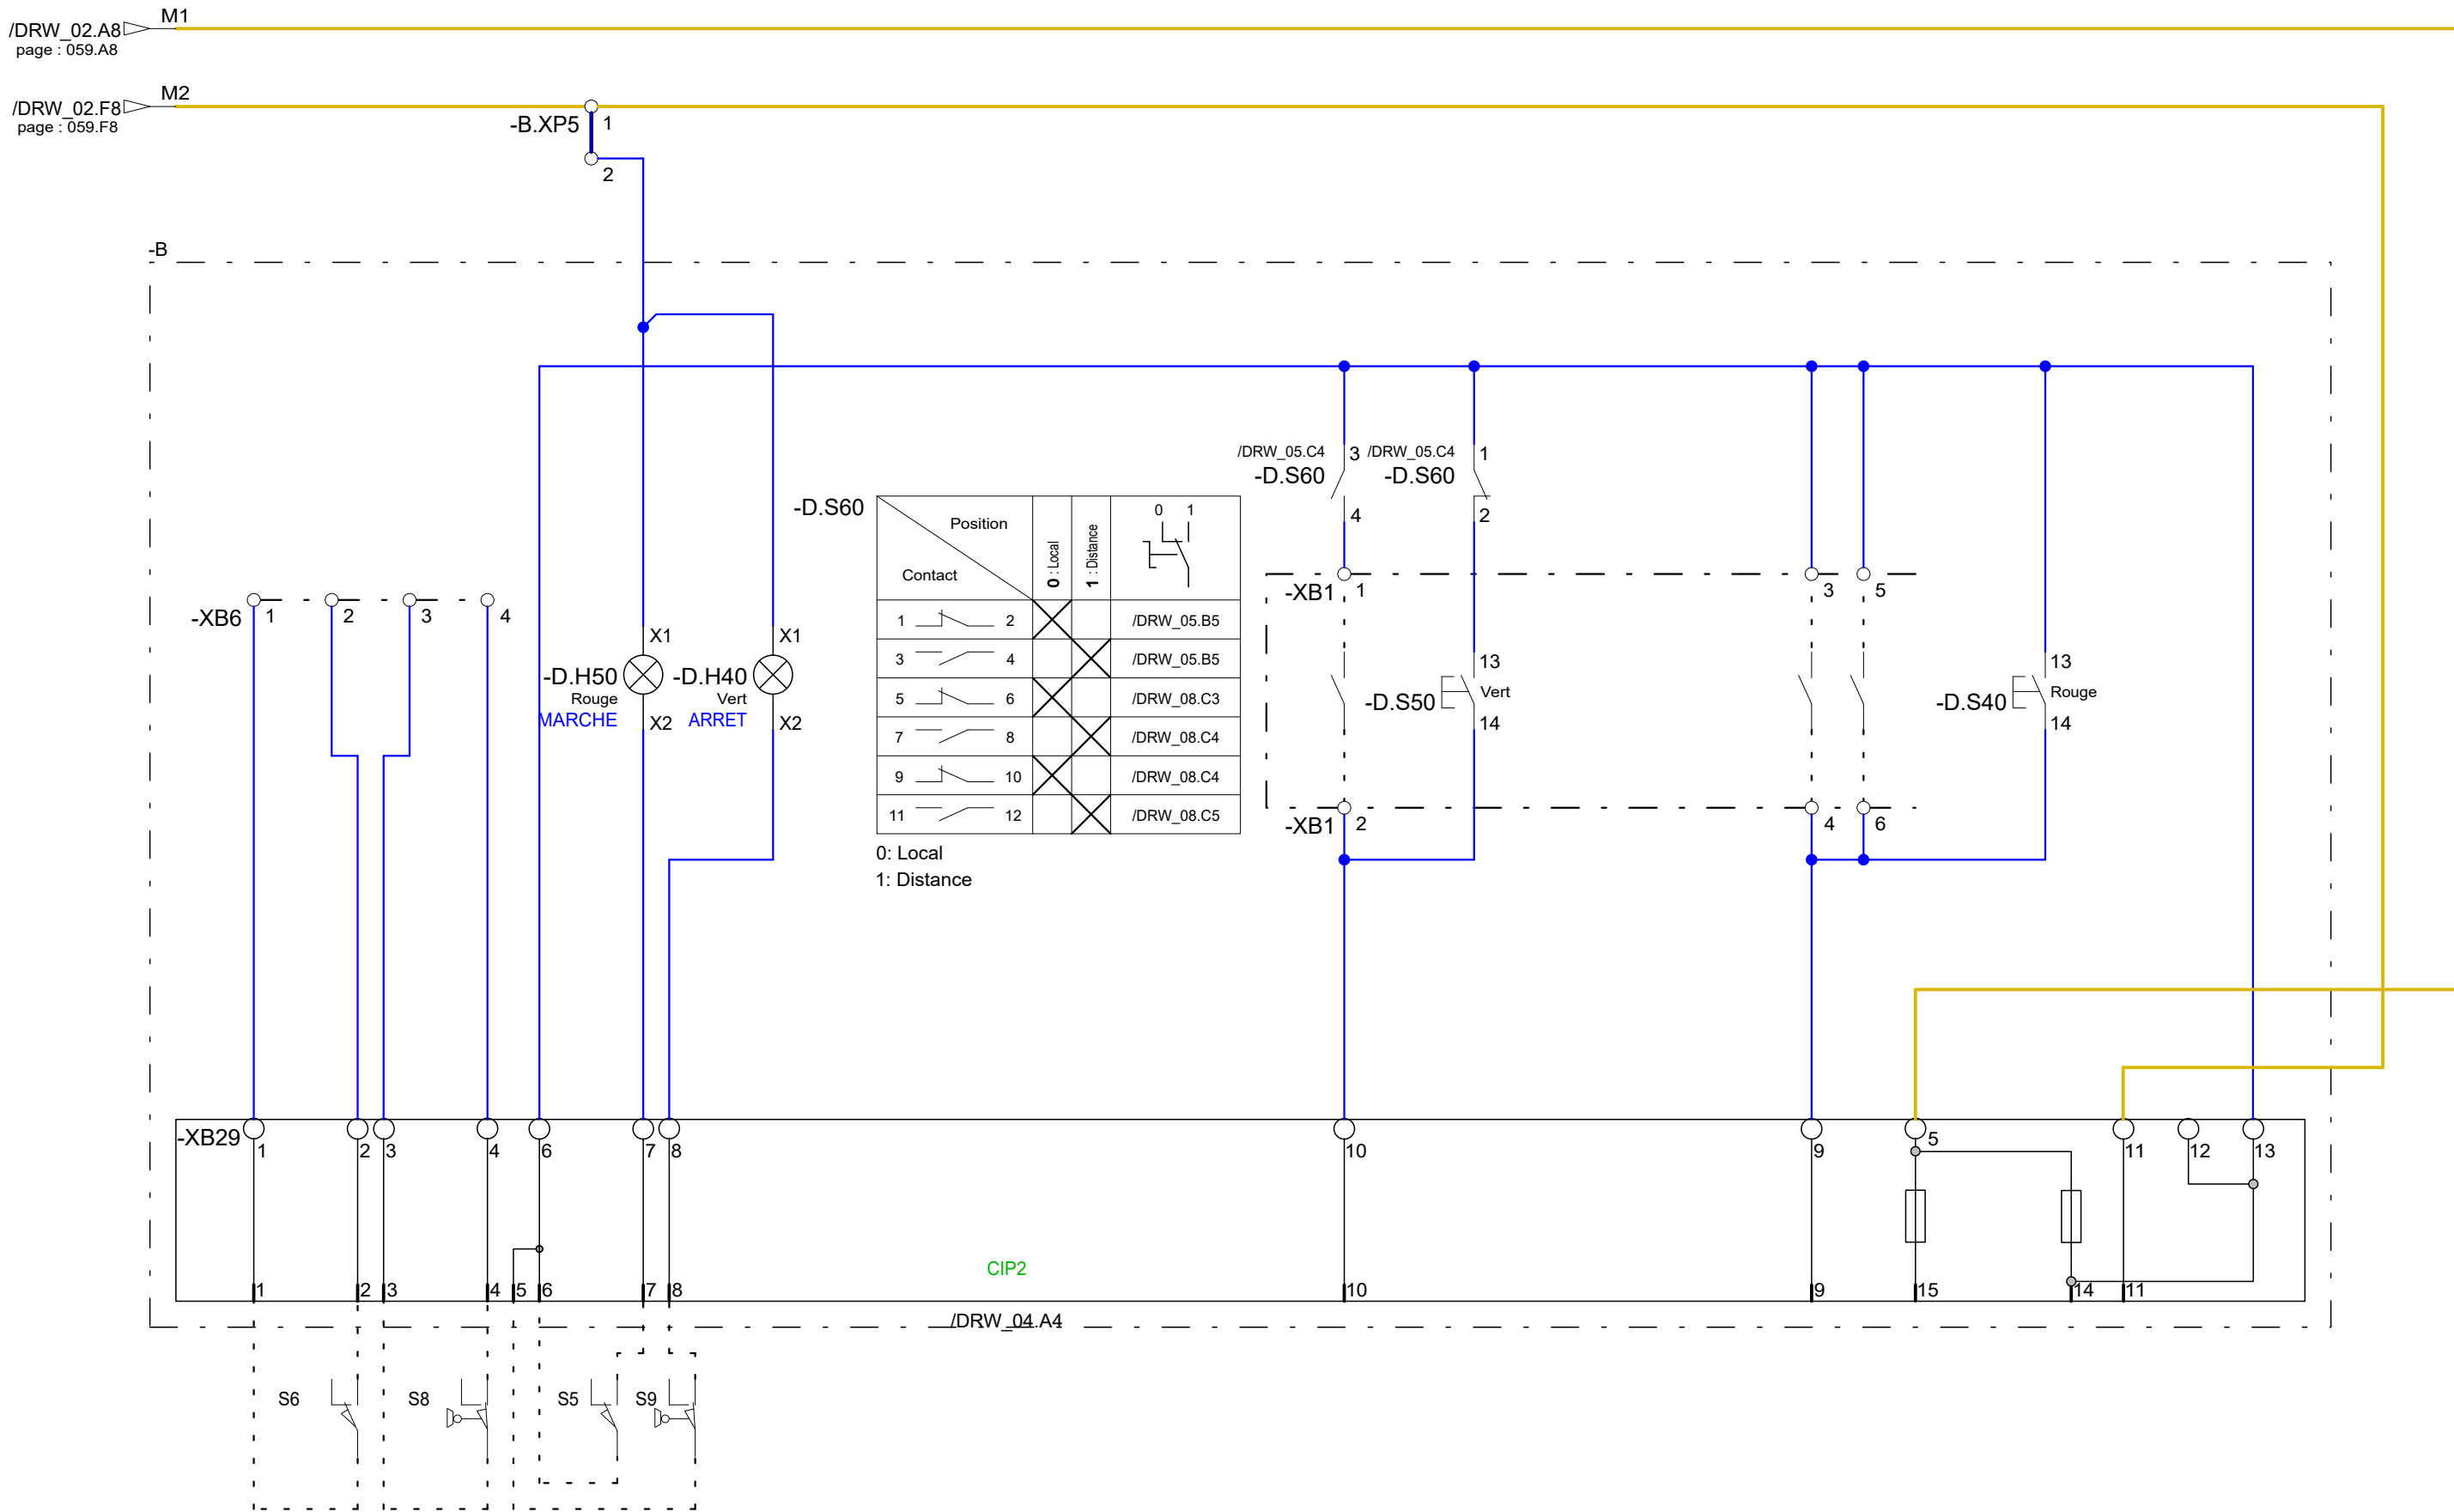 M1
/DRW_02.A8
page : 059.A8
M2
/DRW_02.F8
page : 059.F8
-B.XP5 1
2
-B
/DRW_05.C4 3 /DRW_05.C4 1
-D.S60 -D.S60
4 2
-D.S60
Position 0 : Local 1 : Distance 0 1
Contact
1 2 /DRW_05.B5
3 4 /DRW_05.B5
5 6 /DRW_08.C3
7 8 /DRW_08.C4
9 10 /DRW_08.C4
11 12 /DRW_08.C5
0: Local
1: Distance
-XB1 1 3 5
-XB6 1 2 3 4
X1 X1
-D.H50 -D.H40
Rouge Vert
MARCHE ARRET
X2 X2
13 13
-D.S50 Vert -D.S40 Rouge
14 14
-XB1 2 4 6
-XB29 1 2 3 4 6 7 8 10 9 5 11 12 13
CIP2
1 2 3 4 5 6 7 8 10 9 15 14 11
/DRW_04.A4
S6 S8 S5 S9